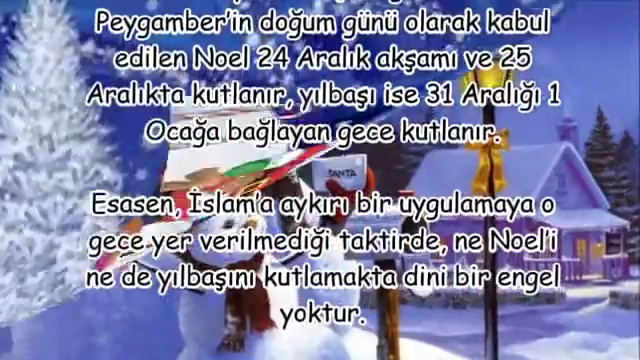 Peygamber'in doğum günü olarak kabul
edilen Noel 24 Aralık akşamı ve 25
Aralıkta kutlanır, yılbaşı ise 31 Aralığı 1
Ocağa bağlayan gece kutlanır.
SANTA
Esasen, İslam'a aykırı bir uygulamaya o
gece yer verilmediği taktirde, ne Noel'i
ne de yılbaşını kutlamakta dini bir engel
yoktur.